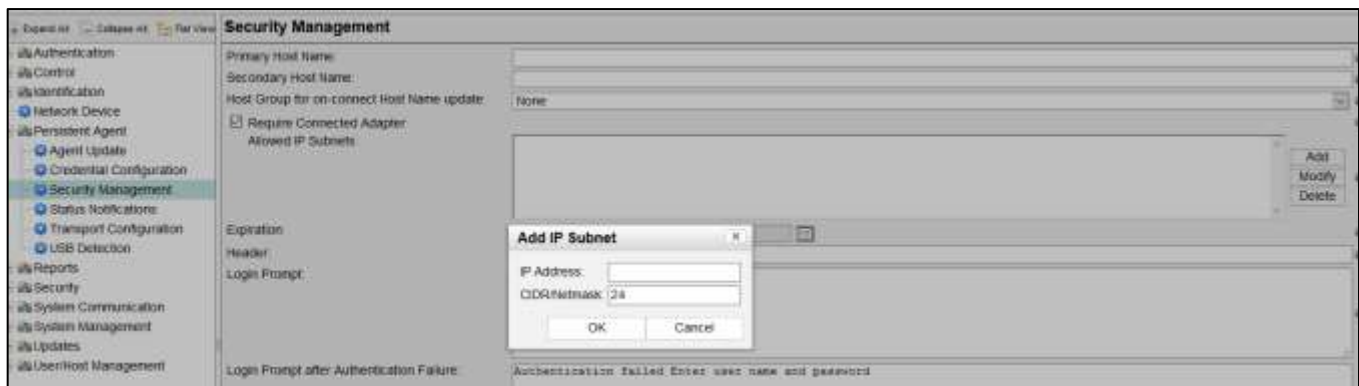 Expand All Collapse All Flat View
Authentication
Control
Identification
Network Device
Persistent Agent
Agent Update
Credential Configuration
Security Management
Status Notifications
Transport Configuration
USB Detection
Reports
Security
System Communication
System Management
Updates
User/Host Management
Security Management
Primary Host Name:
Secondary Host Name:
Host Group for on-connect Host Name update:
None
Require Connected Adapter
Allowed IP Subnets
Add
Modify
Delete
Expiration
Header:
Login Prompt:
Add IP Subnet
IP Address:
CIDR/Netmask: 24
OK Cancel
Login Prompt after Authentication Failure:
Authentication failed Enter user name and password